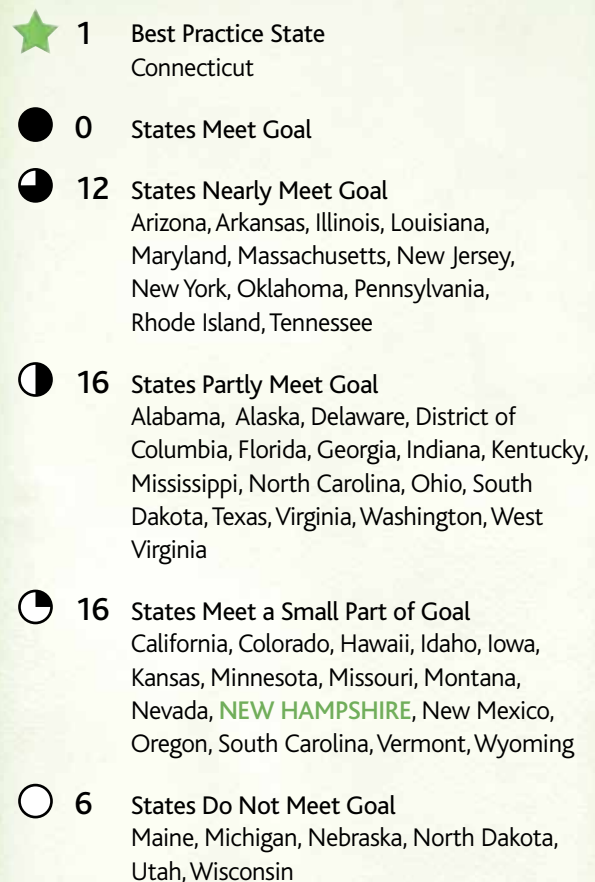 1 Best Practice State
Connecticut
0 States Meet Goal
12 States Nearly Meet Goal
Arizona, Arkansas, Illinois, Louisiana,
Maryland, Massachusetts, New Jersey,
New York, Oklahoma, Pennsylvania,
Rhode Island, Tennessee
16 States Partly Meet Goal
Alabama, Alaska, Delaware, District of
Columbia, Florida, Georgia, Indiana, Kentucky,
Mississippi, North Carolina, Ohio, South
Dakota, Texas, Virginia, Washington, West
Virginia
16 States Meet a Small Part of Goal
California, Colorado, Hawaii, Idaho, Iowa,
Kansas, Minnesota, Missouri, Montana,
Nevada, NEW HAMPSHIRE, New Mexico,
Oregon, South Carolina, Vermont, Wyoming
6 States Do Not Meet Goal
Maine, Michigan, Nebraska, North Dakota,
Utah, Wisconsin